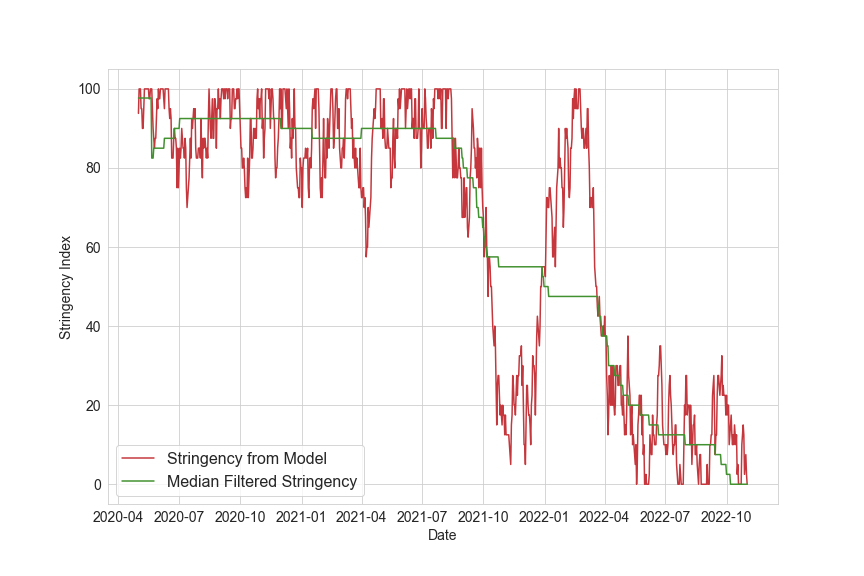 100
80
60
40
20
0
Stringency Index
Stringency from Model
Median Filtered Stringency
2020-04 2020-07 2020-10 2021-01 2021-04 2021-07 2021-10 2022-01 2022-04 2022-07 2022-10
Date